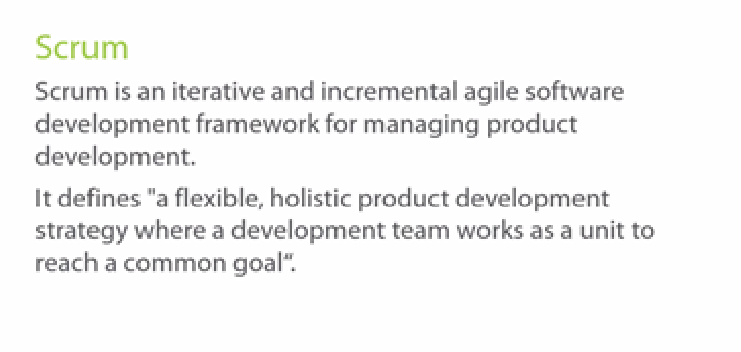 Scrum
Scrum is an iterative and incremental agile software
development framework for managing product
development.
It defines "a flexible, holistic product development
strategy where a development team works as a unit to
reach a common goal“.